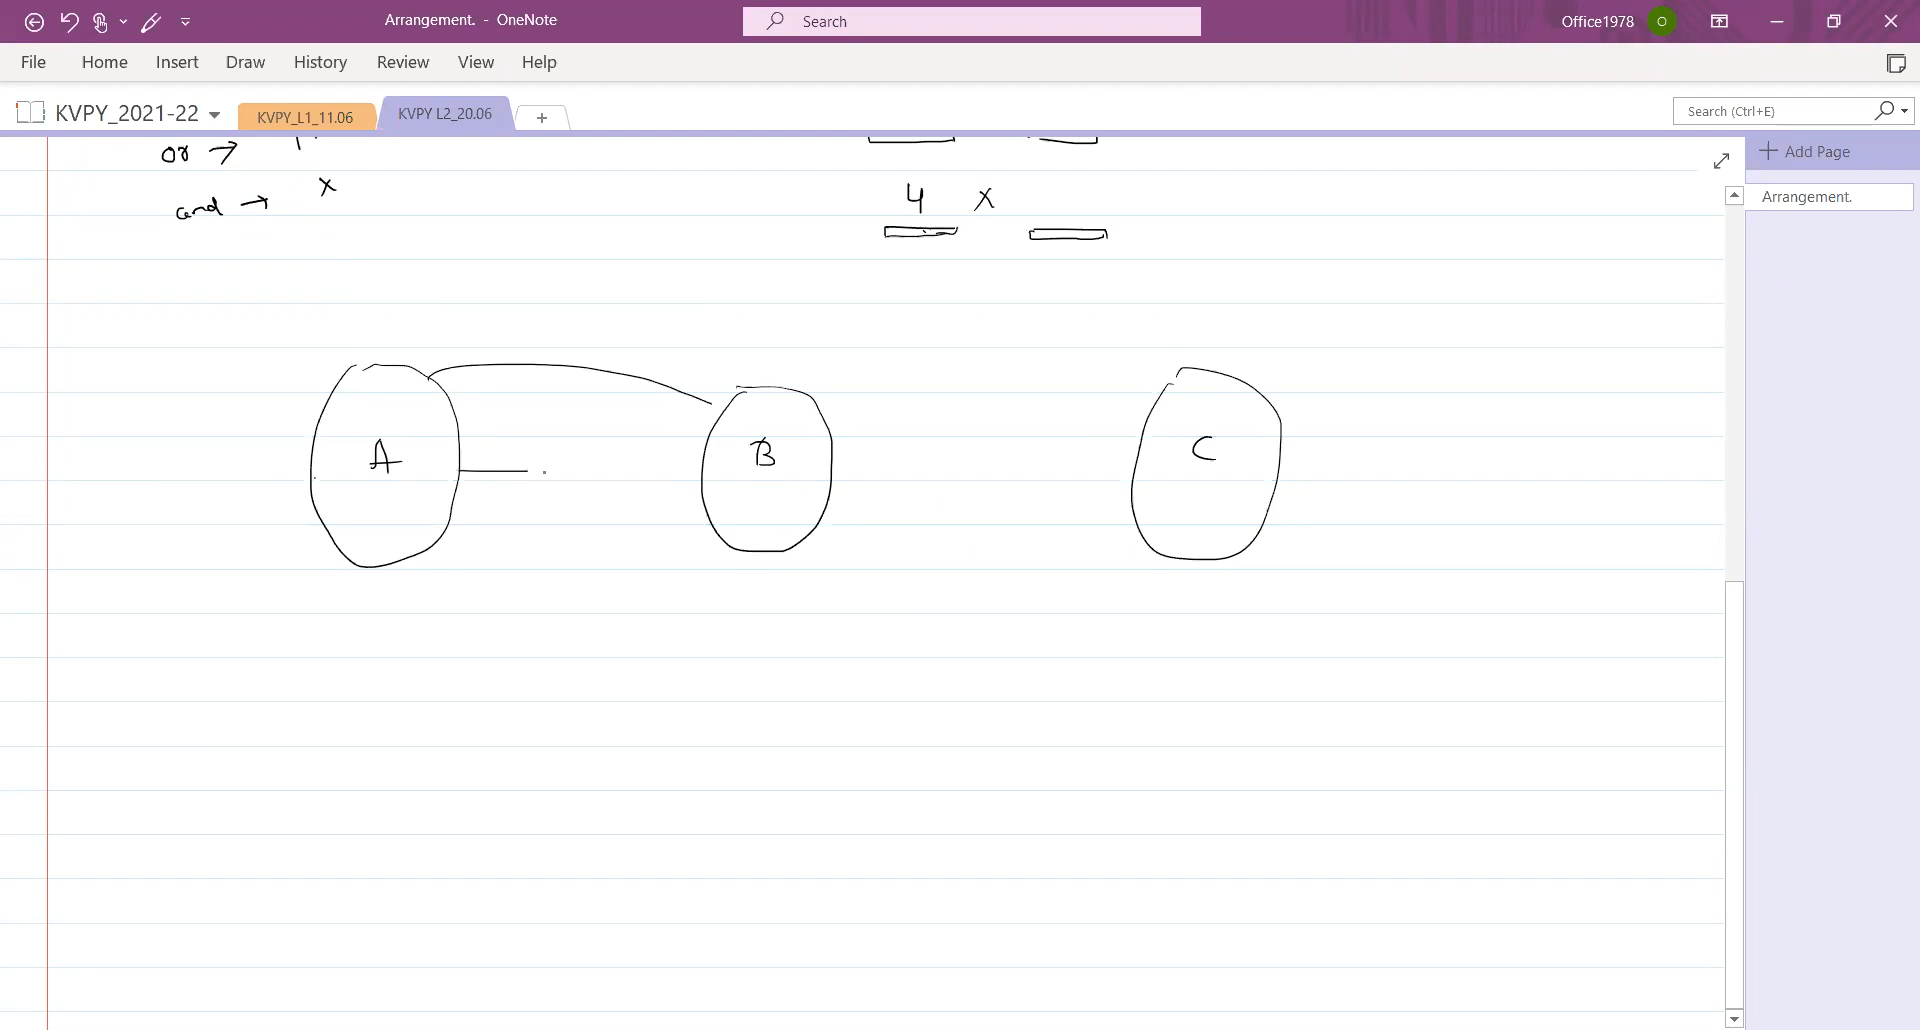 Arrangement. - OneNote
Search
Office1978
O
File Home Insert Draw History Review View Help
KVPY_2021-22
KVPY_L1_11.06
KVPY L2_20.06
+
Search (Ctrl+E)
Add Page
Arrangement.
or →
and → x
4 x
A B C